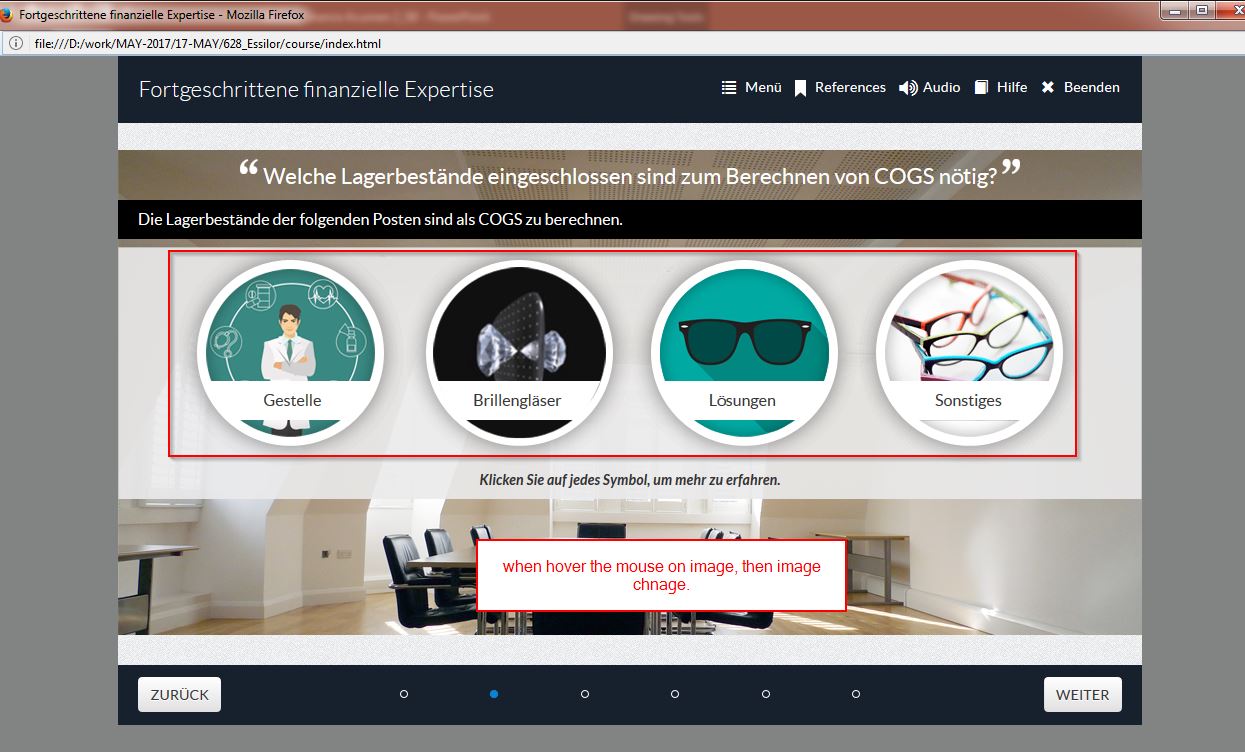 Fortgeschrittene finanzielle Expertise - Mozilla Firefox
file:///D:/work/MAY-2017/17-MAY/628_Essilor/course/index.html
Fortgeschrittene finanzielle Expertise
Menü References Audio Hilfe Beenden
“ Welche Lagerbestände eingeschlossen sind zum Berechnen von COGS nötig? ”
Die Lagerbestände der folgenden Posten sind als COGS zu berechnen.
Gestelle Brillengläser Lösungen Sonstiges
Klicken Sie auf jedes Symbol, um mehr zu erfahren.
when hover the mouse on image, then image
chnage.
ZURÜCK WEITER